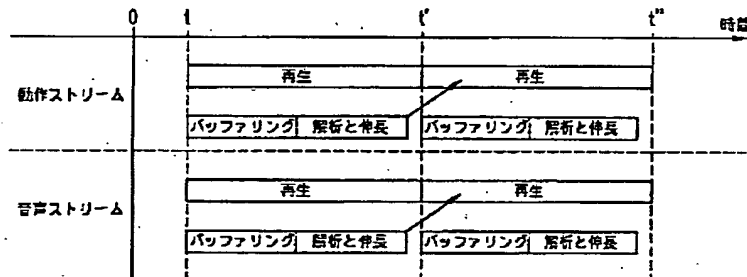 0 t t' t" 時間
再生 再生
動作ストリーム
バッファリング 解析と伸長 バッファリング 解析と伸長
再生 再生
音声ストリーム
バッファリング 解析と伸長 バッファリング 解析と伸長